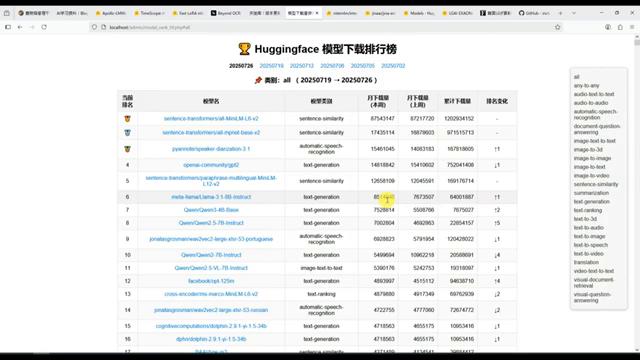 localhost/admin/model_rank_hf.php#all
🏆 Huggingface 模型下载排行榜
20250726 20250719 20250713 20250706 20250705 20250702
📌 类别：all （20250719 → 20250726）
当前排名 模型名 模型类别 月下载量（本周） 月下载量（上周） 累计下载量 排名变化
sentence-transformers/all-MiniLM-L6-v2 sentence-similarity 87543147 87217720 1202934152 -
sentence-transformers/all-mpnet-base-v2 sentence-similarity 17435114 16879603 971515713 -
pyannote/speaker-diarization-3.1 automatic-speech-recognition 15461045 14083183 167818605 ↑1
4 openai-community/gpt2 text-generation 14818842 15410602 752041408 ↓1
5 sentence-transformers/paraphrase-multilingual-MiniLM-L12-v2 sentence-similarity 12658109 12045591 169176714 -
6 meta-llama/Llama-3.1-8B-Instruct text-generation 7673507 64001887 ↑1
7 Qwen/Qwen3-4B-Base text-generation 7528814 5508766 7675027 ↑2
8 Qwen/Qwen2.5-7B-Instruct text-generation 7002804 4692863 22854157 ↑5
9 jonatasgrosman/wav2vec2-large-xlsr-53-portuguese automatic-speech-recognition 6928823 5791954 120428022 ↓1
10 Qwen/Qwen2-7B-Instruct text-generation 5499694 10962218 20588691 ↓4
11 Qwen/Qwen2.5-VL-7B-Instruct image-text-to-text 5390176 5242753 19318097 ↓1
12 facebook/opt-125m text-generation 4893997 4515112 94638710 ↑4
13 cross-encoder/ms-marco-MiniLM-L6-v2 text-ranking 4879880 4917349 69762939 ↓2
14 jonatasgrosman/wav2vec2-large-xlsr-53-russian automatic-speech-recognition 4722755 4777060 72674772 ↓2
15 cognitivecomputations/dolphin-2.9.1-yi-1.5-34b text-generation 4718563 4655175 10953416 ↓1
16 dphn/dolphin-2.9.1-yi-1.5-34b text-generation 4718563 4655175 10953416 ↓1
all
any-to-any
audio-text-to-text
audio-to-audio
automatic-speech-recognition
document-question-answering
image-text-to-text
image-to-3d
image-to-image
image-to-text
image-to-video
sentence-similarity
summarization
text-generation
text-ranking
text-to-3d
text-to-audio
text-to-image
text-to-speech
text-to-video
translation
video-text-to-text
visual-document-retrieval
visual-question-answering